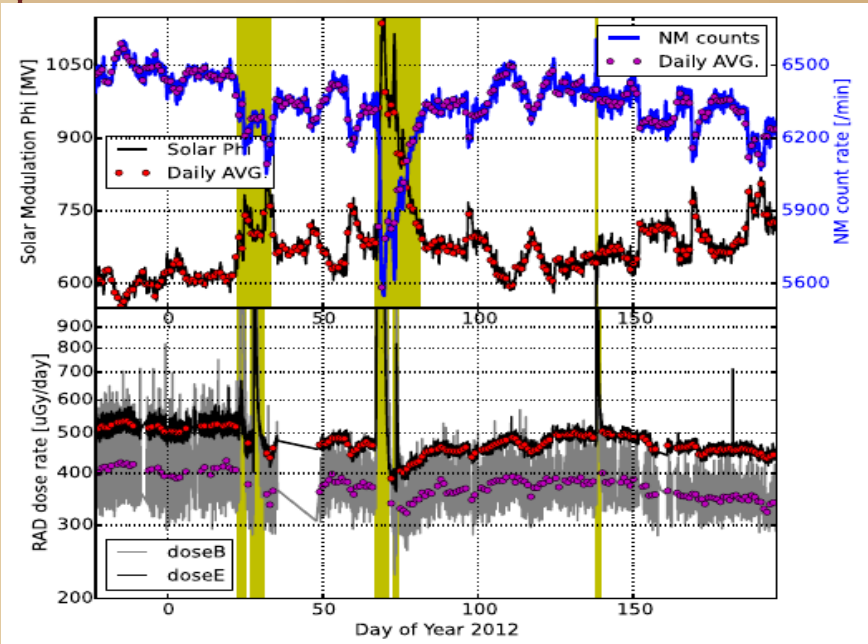 Solar Modulation Phi [MV]
1050
900
750
600
NM counts
Daily AVG.
Solar Phi
Daily AVG.
6500
6200
5900
5600
NM count rate [/min]
0 50 100 150
RAD dose rate [uGy/day]
900
800
700
600
500
400
300
200
doseB
doseE
0 50 100 150
Day of Year 2012